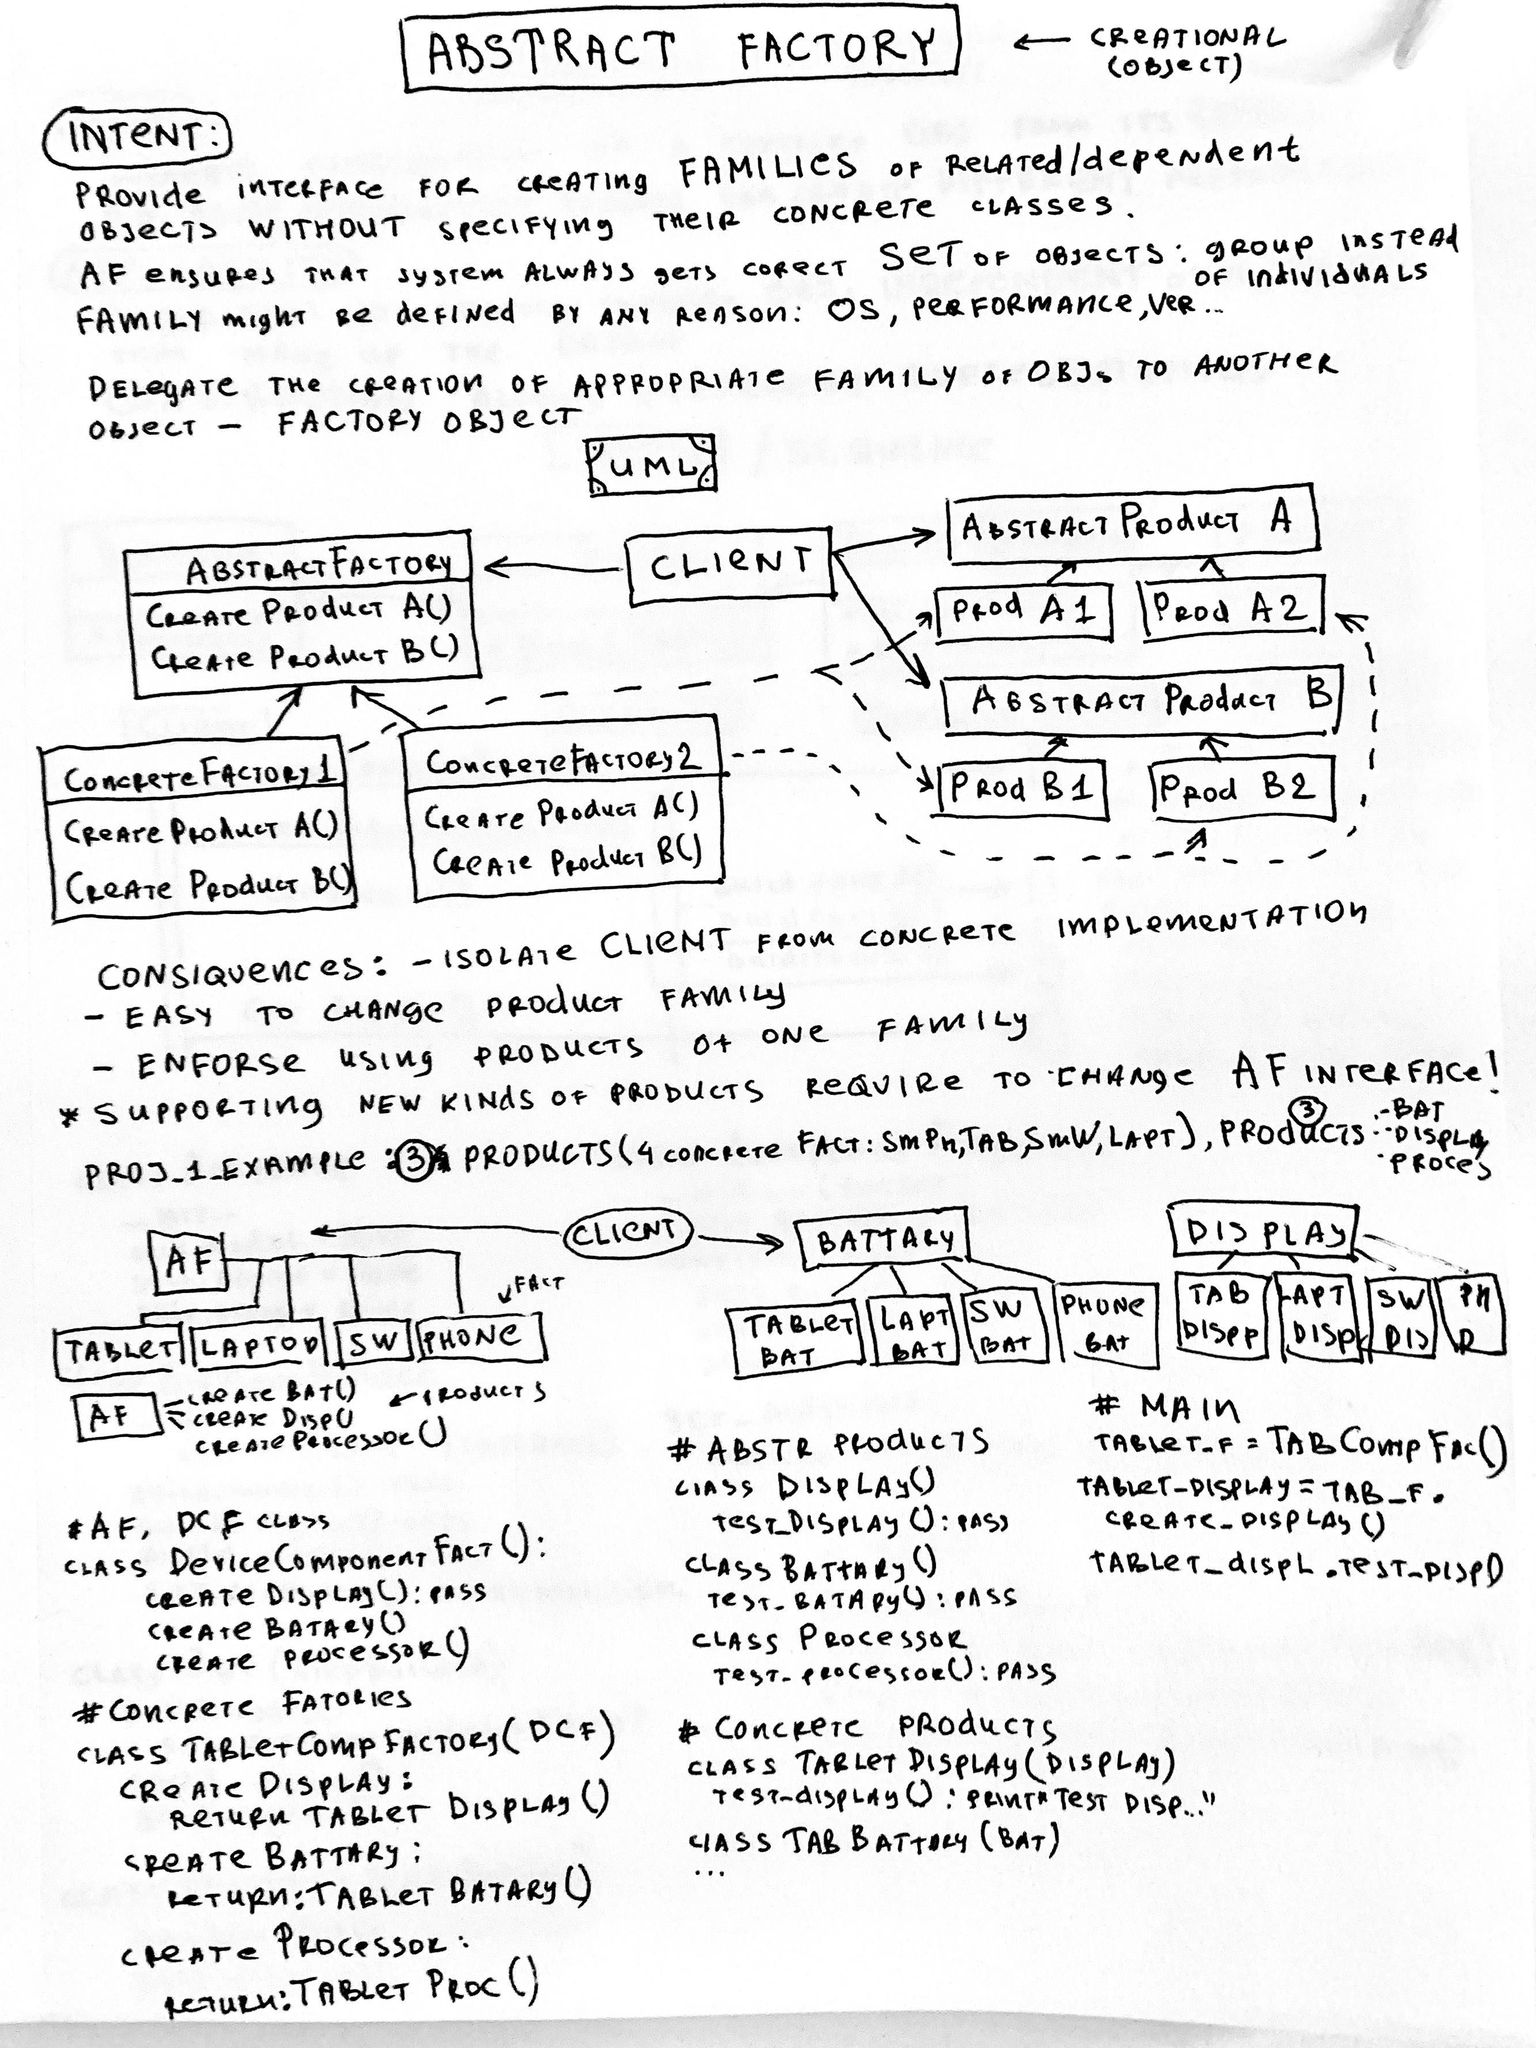 ABSTRACT FACTORY
← CREATIONAL
(OBJECT)
INTENT:
PROVIDE INTERFACE FOR CREATING FAMILIES OF RELATED/DEPENDENT
OBJECTS WITHOUT SPECIFYING THEIR CONCRETE CLASSES.
AF ENSURES THAT SYSTEM ALWAYS GETS CORECT SET OF OBJECTS: GROUP INSTEAD
OF INDIVIDUALS
FAMILY MIGHT BE DEFINED BY ANY REASON: OS, PERFORMANCE, VER...
DELEGATE THE CREATION OF APPROPRIATE FAMILY OF OBJS TO ANOTHER
OBJECT – FACTORY OBJECT
UML
ABSTRACTFACTORY
CREATE PRODUCT A()
CREATE PRODUCT B()
CLIENT
ABSTRACT PRODUCT A
PROD A1
PROD A2
ABSTRACT PRODUCT B
PROD B1
PROD B2
CONCRETEFACTORY1
CREATE PRODUCT A()
CREATE PRODUCT B()
CONCRETEFACTORY2
CREATE PRODUCT A()
CREATE PRODUCT B()
CONSIQUENCES: – ISOLATE CLIENT FROM CONCRETE IMPLEMENTATION
– EASY TO CHANGE PRODUCT FAMILY
– ENFORSE USING PRODUCTS OF ONE FAMILY
* SUPPORTING NEW KINDS OF PRODUCTS REQUIRE TO CHANGE AF INTERFACE!
PROJ_1_EXAMPLE : 3 PRODUCTS (4 CONCRETE FACT: SMPH, TAB, SMW, LAPT), PRODUCTS 3
- BAT
- DISPLAY
- PROCES
AF
CLIENT
BATTARY
DISPLAY
← FACT
TABLET
LAPTOP
SW
PHONE
TABLET BAT
LAPT BAT
SW BAT
PHONE BAT
TAB DISPP
LAPT DISP
SW DIS
PH D
AF
CREATE BAT()
CREATE DISP()
CREATE PROCESSOR()
← PRODUCTS
# AF, DCF CLASS
CLASS DEVICECOMPONENTFACT():
CREATE DISPLAY(): PASS
CREATE BATARY()
CREATE PROCESSOR()
# CONCRETE FATORIES
CLASS TABLETCOMPFACTORY(DCF)
CREATE DISPLAY:
RETURN TABLET DISPLAY()
CREATE BATTARY:
RETURN: TABLET BATARY()
CREATE PROCESSOR:
RETURN: TABLET PROC()
# ABSTR PRODUCTS
CLASS DISPLAY()
TEST_DISPLAY(): PASS
CLASS BATTARY()
TEST_BATARY(): PASS
CLASS PROCESSOR
TEST_PROCESSOR(): PASS
# CONCRETE PRODUCTS
CLASS TABLET DISPLAY(DISPLAY)
TEST_DISPLAY(): PRINT "TEST DISP..."
CLASS TAB BATTARY (BAT)
...
# MAIN
TABLET_F = TABCOMPFAC()
TABLET_DISPLAY = TAB_F.
CREATE_DISPLAY()
TABLET_DISPL.TEST_DISP()